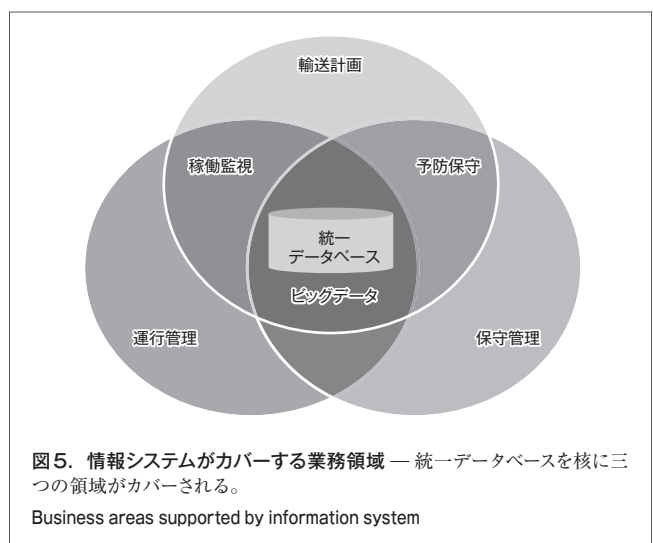 輸送計画
稼働監視
予防保守
統一
データベース
ビッグデータ
運行管理
保守管理
図5．情報システムがカバーする業務領域 — 統一データベースを核に三
つの領域がカバーされる。
Business areas supported by information system